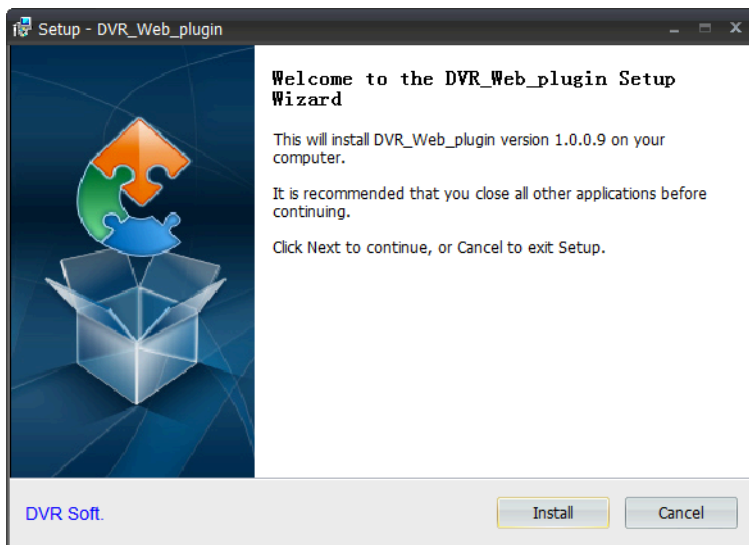 Setup - DVR_Web_plugin
Welcome to the DVR_Web_plugin Setup
Wizard
This will install DVR_Web_plugin version 1.0.0.9 on your
computer.
It is recommended that you close all other applications before
continuing.
Click Next to continue, or Cancel to exit Setup.
DVR Soft.
Install
Cancel